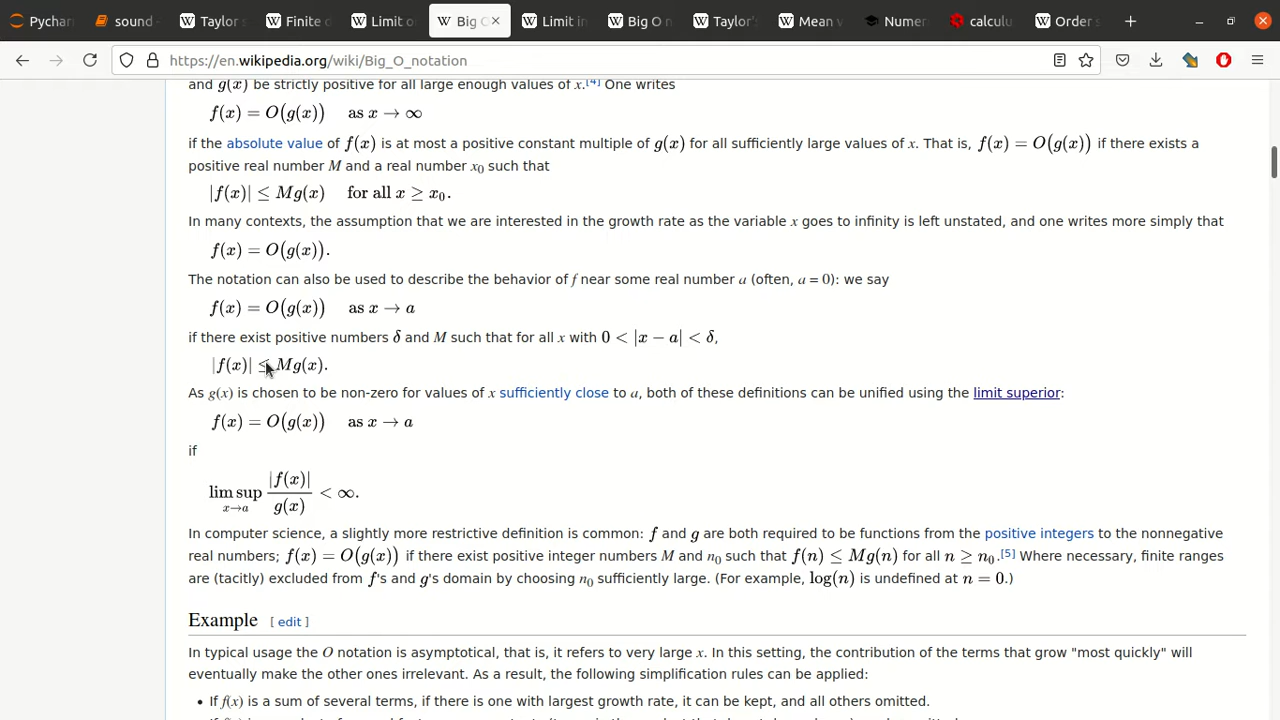 Pychar
sound
Taylor s
Finite o
Limit o
Big O
Limit in
Big O n
Taylor'
Mean v
Numer
calculu
Order
https://en.wikipedia.org/wiki/Big_O_notation
and g(x) be strictly positive for all large enough values of x.[4] One writes
f(x) = O(g(x)) as x → ∞
if the absolute value of f(x) is at most a positive constant multiple of g(x) for all sufficiently large values of x. That is, f(x) = O(g(x)) if there exists a
positive real number M and a real number x₀ such that
|f(x)| ≤ Mg(x) for all x ≥ x₀.
In many contexts, the assumption that we are interested in the growth rate as the variable x goes to infinity is left unstated, and one writes more simply that
f(x) = O(g(x)).
The notation can also be used to describe the behavior of f near some real number a (often, a = 0): we say
f(x) = O(g(x)) as x → a
if there exist positive numbers δ and M such that for all x with 0 < |x − a| < δ,
|f(x)| ≤ Mg(x).
As g(x) is chosen to be non-zero for values of x sufficiently close to a, both of these definitions can be unified using the limit superior:
f(x) = O(g(x)) as x → a
if
lim sup x→a |f(x)| / g(x) < ∞.
In computer science, a slightly more restrictive definition is common: f and g are both required to be functions from the positive integers to the nonnegative
real numbers; f(x) = O(g(x)) if there exist positive integer numbers M and n₀ such that f(n) ≤ Mg(n) for all n ≥ n₀.[5] Where necessary, finite ranges
are (tacitly) excluded from f's and g's domain by choosing n₀ sufficiently large. (For example, log(n) is undefined at n = 0.)
Example [ edit ]
In typical usage the O notation is asymptotical, that is, it refers to very large x. In this setting, the contribution of the terms that grow "most quickly" will
eventually make the other ones irrelevant. As a result, the following simplification rules can be applied:
• If f(x) is a sum of several terms, if there is one with largest growth rate, it can be kept, and all others omitted.